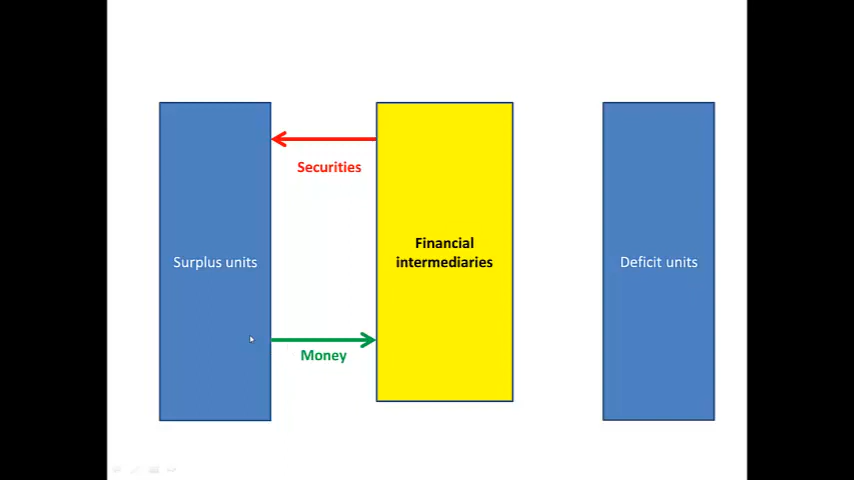 Securities
Financial
intermediaries
Surplus units
Deficit units
Money